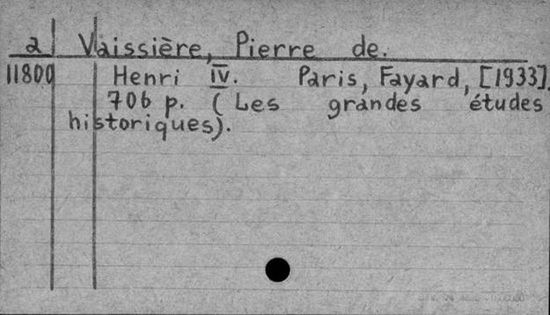 a Vaissière, Pierre de.
11800 Henri IV. Paris, Fayard, [1933].
706 p. (Les grandes études
historiques).